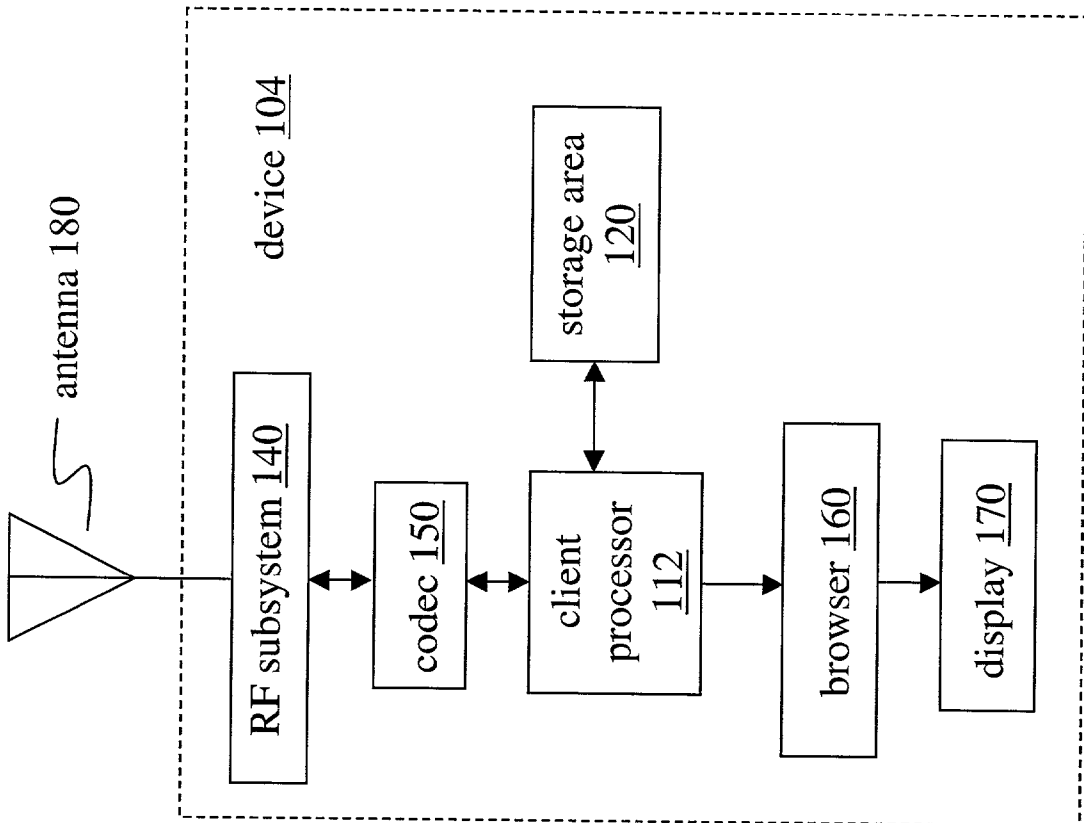 antenna 180
device 104
RF subsystem 140
codec 150
client
processor
112
storage area
120
browser 160
display 170